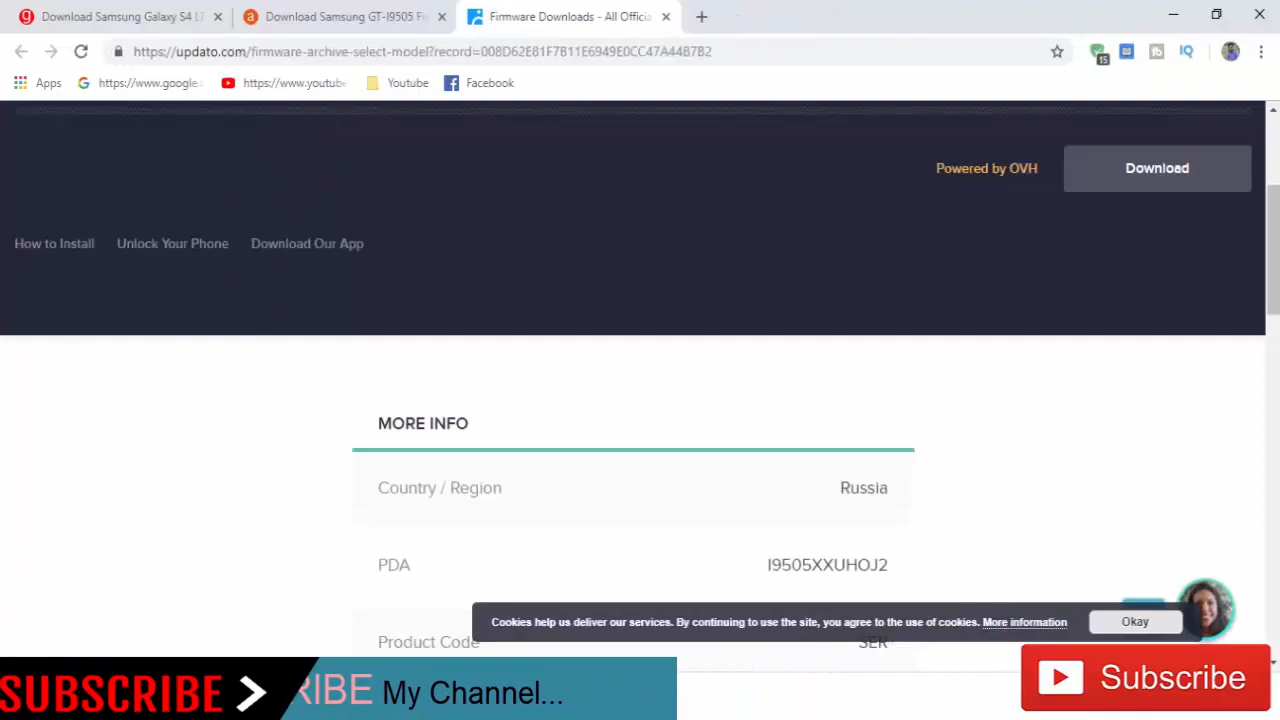 Download Samsung Galaxy S4 LT
Download Samsung GT-I9505 Fir
Firmware Downloads - All Officia
https://updato.com/firmware-archive-select-model?record=008D62E81F7B11E6949E0CC47A44B7B2
15
Apps
https://www.google.c
https://www.youtube
Youtube
Facebook
Powered by OVH
Download
How to Install
Unlock Your Phone
Download Our App
MORE INFO
Country / Region
Russia
PDA
I9505XXUHOJ2
Cookies help us deliver our services. By continuing to use the site, you agree to the use of cookies. More information
Okay
Product Code
SER
SUBSCRIBE
RIBE My Channel...
Subscribe